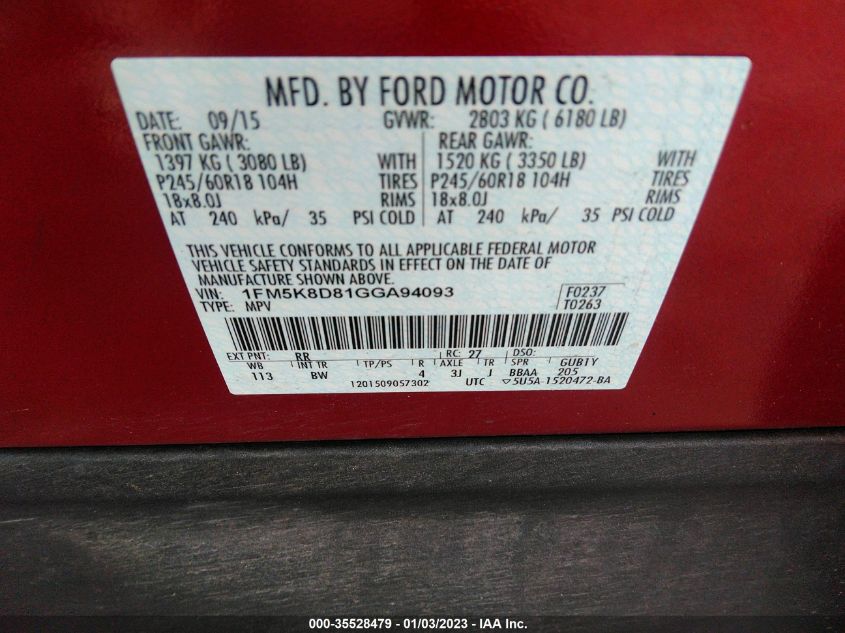 MFD. BY FORD MOTOR CO.
DATE: 09/15 GVWR: 2803 KG ( 6180 LB)
FRONT GAWR: REAR GAWR:
1397 KG ( 3080 LB) WITH 1520 KG ( 3350 LB) WITH
P245/60R18 104H TIRES P245/60R18 104H TIRES
18x8.0J RIMS 18x8.0J RIMS
AT 240 kPa/ 35 PSI COLD AT 240 kPa/ 35 PSI COLD
THIS VEHICLE CONFORMS TO ALL APPLICABLE FEDERAL MOTOR
VEHICLE SAFETY STANDARDS IN EFFECT ON THE DATE OF
MANUFACTURE SHOWN ABOVE.
VIN: 1FM5K8D81GGA94093 F0237
TYPE: MPV T0263
EXT PNT: RR RC: 27 DSO:
WB INT TR TP/PS R AXLE TR SPR GUB1Y
113 BW 4 3J J BBAA 205
1201509057302 UTC ▽5U5A-1520472-BA
000-35528479 — 01/03/2023 — IAA Inc.